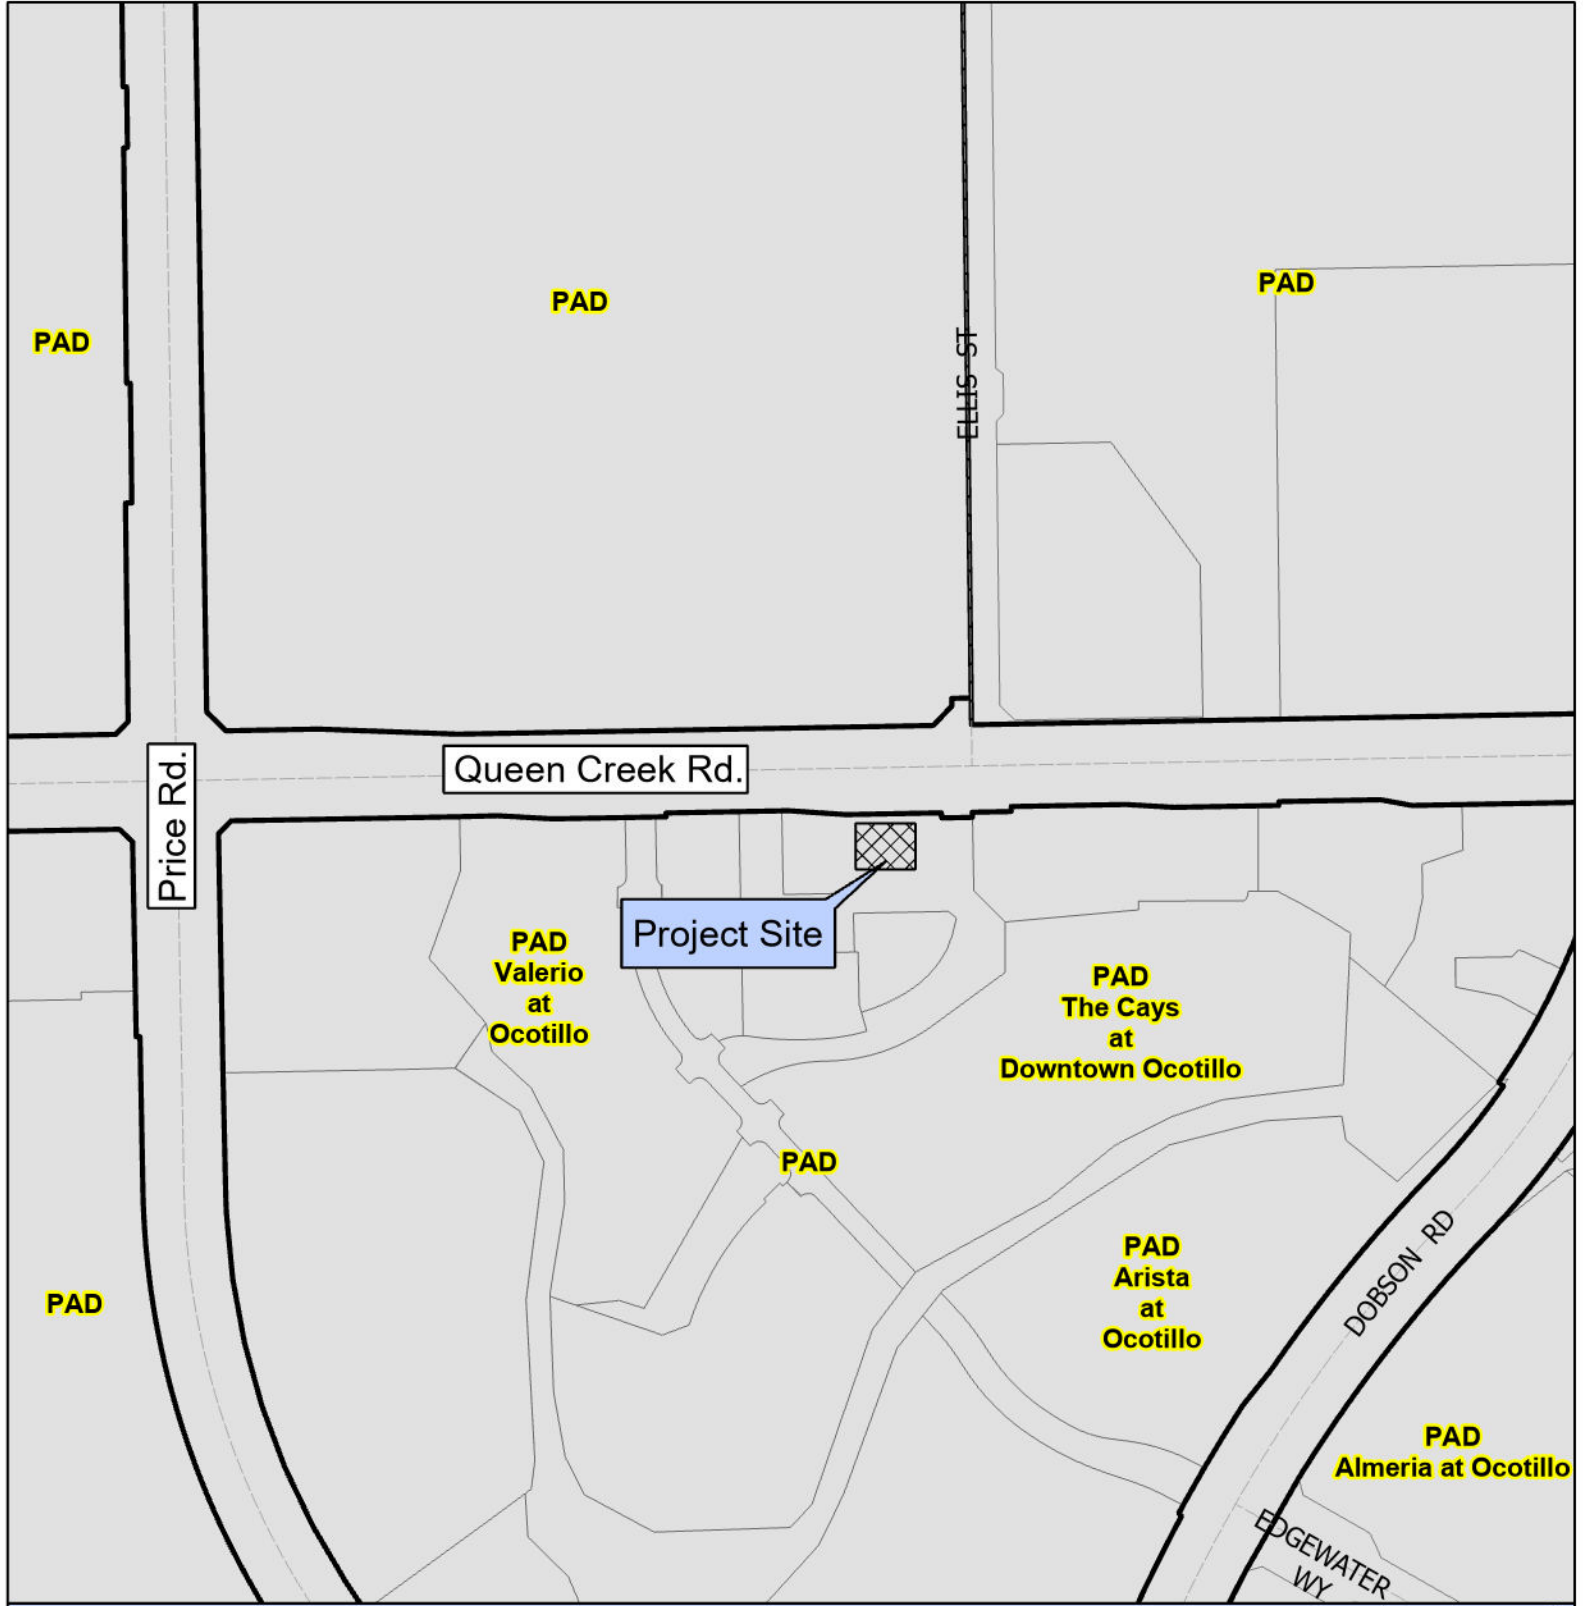 PAD
PAD
PAD
ELLIS ST
Price Rd.
Queen Creek Rd.
Project Site
PAD
Valerio
at
Ocotillo
PAD
The Cays
at
Downtown Ocotillo
PAD
PAD
Arista
at
Ocotillo
DOBSON RD
PAD
PAD
Almeria at Ocotillo
EDGEWATER
WY